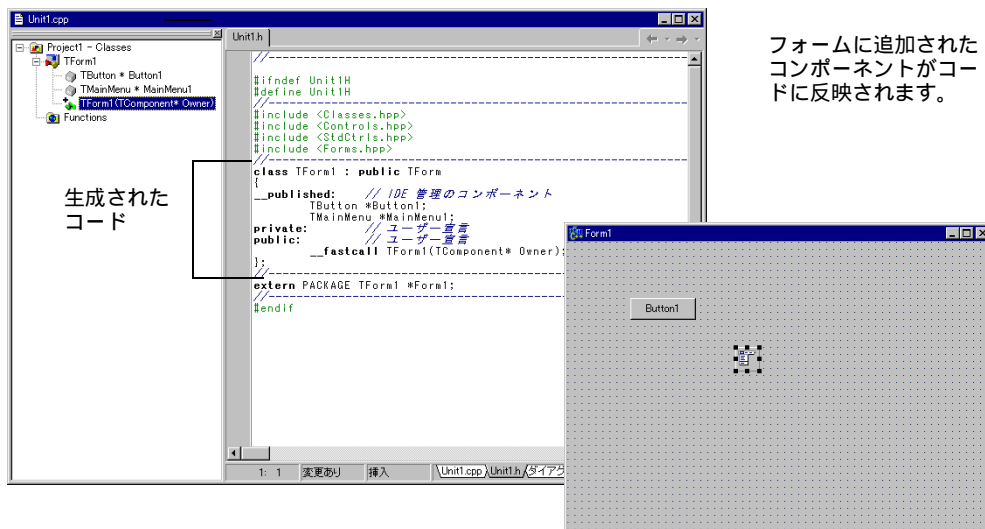 Unit1.cpp
Project1 - Classes
TForm1
TButton * Button1
TMainMenu * MainMenu1
TForm1(TComponent* Owner)
Functions
Unit1.h
//
#ifndef Unit1H
#define Unit1H
//
#include <Classes.hpp>
#include <Controls.hpp>
#include <StdCtrls.hpp>
#include <Forms.hpp>
//
class TForm1 : public TForm
{
__published: // IDE 管理のコンポーネント
TButton *Button1;
TMainMenu *MainMenu1;
private: // ユーザー宣言
public: // ユーザー宣言
__fastcall TForm1(TComponent* Owner);
};
//
extern PACKAGE TForm1 *Form1;
//
#endif
1: 1 変更あり 挿入 Unit1.cpp Unit1.h ダイアグ
生成された
コード
フォームに追加された
コンポーネントがコー
ドに反映されます。
Form1
Button1